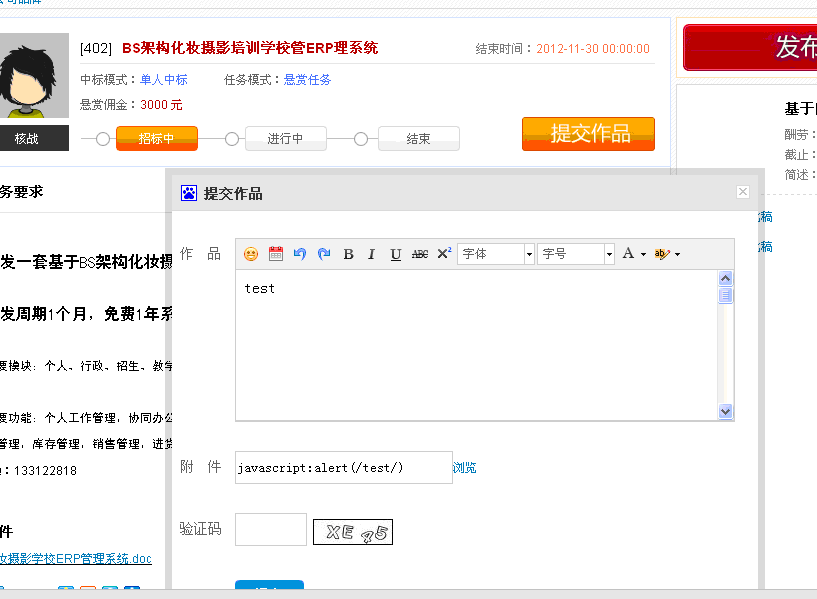 [402] BS架构化妆摄影培训学校管ERP理系统
结束时间：2012-11-30 00:00:00
发布
中标模式：单人中标 任务模式：悬赏任务
悬赏佣金：3000 元
核战
招标中 进行中 结束
提交作品
基于
酬劳：
截止：
简述：
务要求
提交作品
稿
稿
作 品
B I U ABC X² 字体 字号 A ab
test
发一套基于BS架构化妆摄
发周期1个月，免费1年系
要模块：个人、行政、招生、教学
要功能：个人工作管理，协同办公
管理，库存管理，销售管理，进货
：133122818
附 件 javascript:alert(/test/) 浏览
验证码 XE45
件
妆摄影学校ERP管理系统.doc